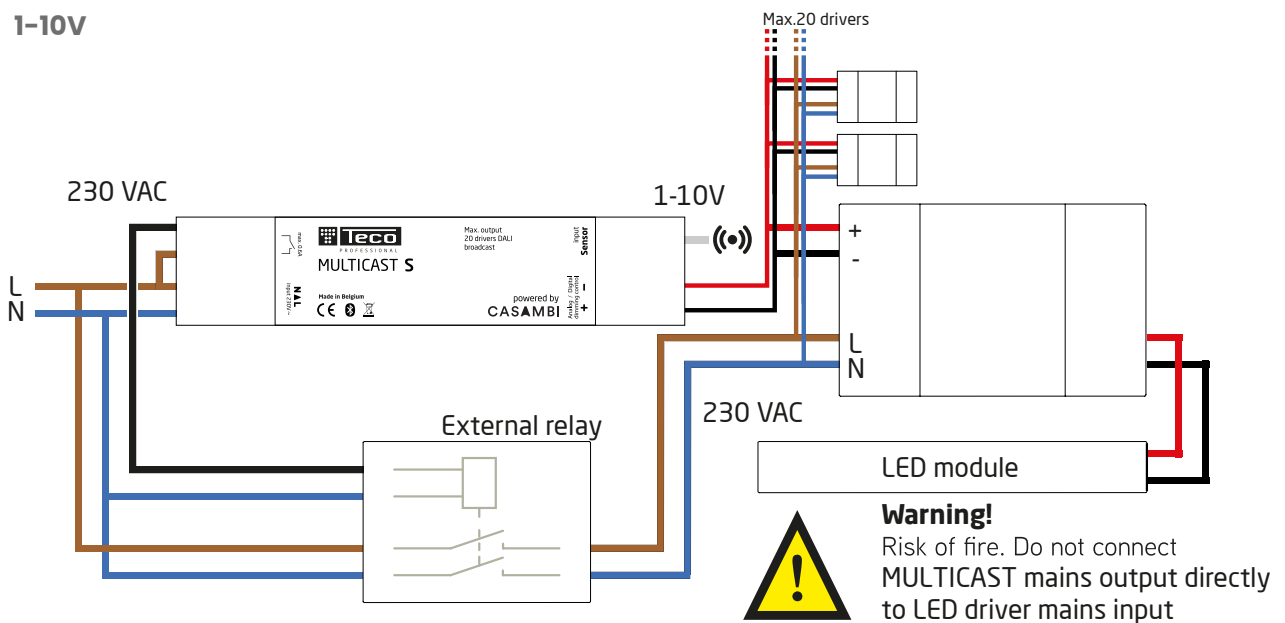 1-10V
Max.20 drivers
230 VAC
1-10V
max. 0.6A
Teco
PROFESSIONAL
MULTICAST S
Max. output
20 drivers DALI
broadcast
input
Sensor
L
N
N L
Input 230V~
Made in Belgium
CE
powered by
CASAMBI
Analog / Digital
dimming control
+ -
+
-
L
N
230 VAC
External relay
LED module
Warning!
Risk of fire. Do not connect
MULTICAST mains output directly
to LED driver mains input